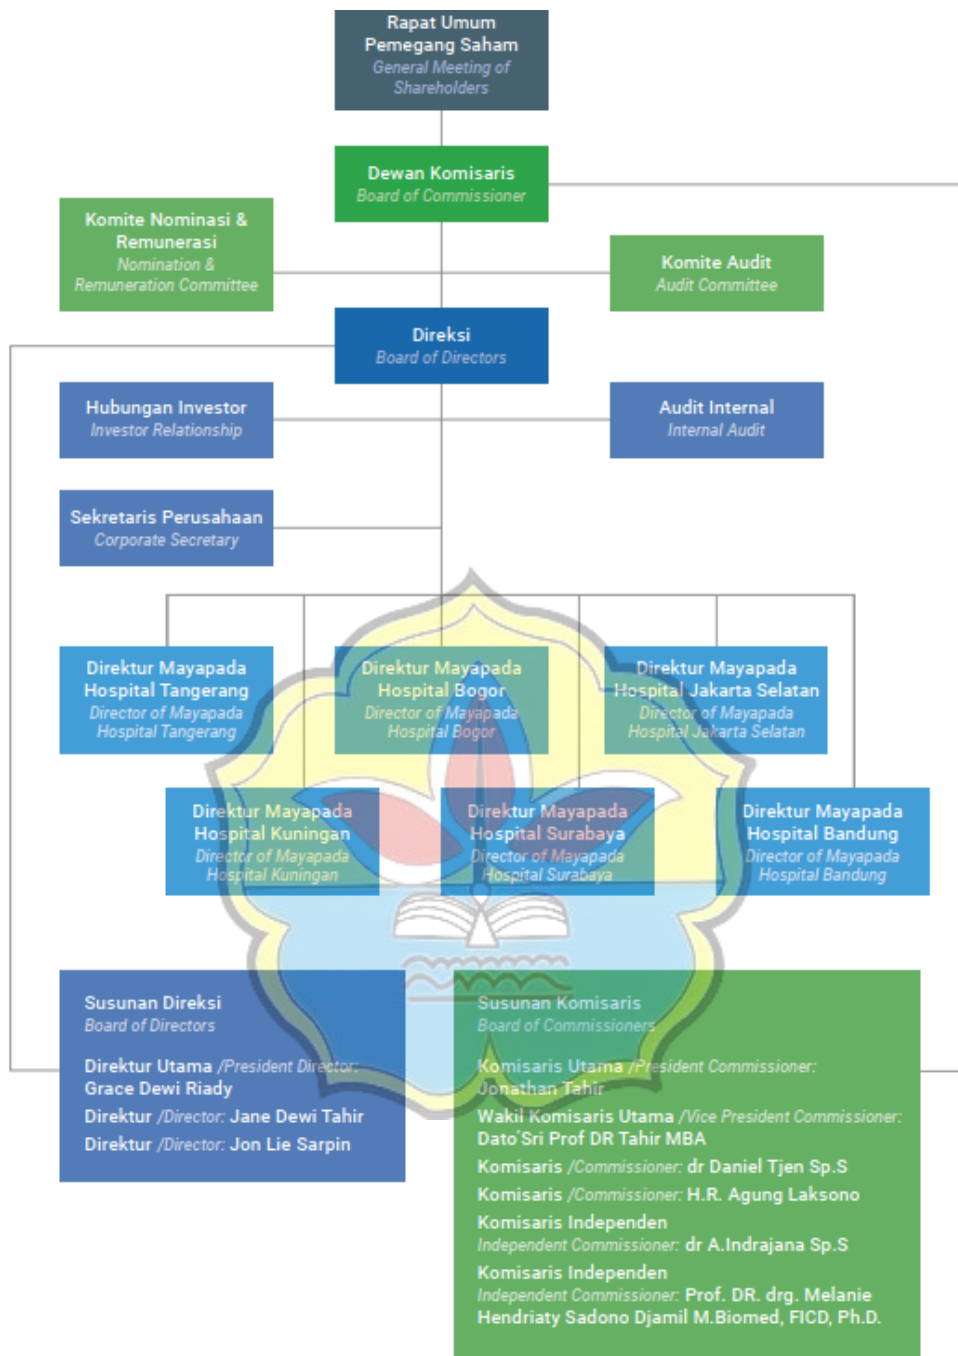 Rapat Umum
Pemegang Saham
General Meeting of
Shareholders
Dewan Komisaris
Board of Commissioner
Komite Nominasi &
Remunerasi
Nomination &
Remuneration Committee
Komite Audit
Audit Committee
Direksi
Board of Directors
Hubungan Investor
Investor Relationship
Audit Internal
Internal Audit
Sekretaris Perusahaan
Corporate Secretary
Direktur Mayapada
Hospital Tangerang
Director of Mayapada
Hospital Tangerang
Direktur Mayapada
Hospital Bogor
Director of Mayapada
Hospital Bogor
Direktur Mayapada
Hospital Jakarta Selatan
Director of Mayapada
Hospital Jakarta Selatan
Direktur Mayapada
Hospital Kuningan
Director of Mayapada
Hospital Kuningan
Direktur Mayapada
Hospital Surabaya
Director of Mayapada
Hospital Surabaya
Direktur Mayapada
Hospital Bandung
Director of Mayapada
Hospital Bandung
Susunan Direksi
Board of Directors
Direktur Utama /President Director:
Grace Dewi Riady
Direktur /Director: Jane Dewi Tahir
Direktur /Director: Jon Lie Sarpin
Susunan Komisaris
Board of Commissioners
Komisaris Utama /President Commissioner:
Jonathan Tahir
Wakil Komisaris Utama /Vice President Commissioner:
Dato'Sri Prof DR Tahir MBA
Komisaris /Commissioner: dr Daniel Tjen Sp.S
Komisaris /Commissioner: H.R. Agung Laksono
Komisaris Independen
Independent Commissioner: dr A.Indrajana Sp.S
Komisaris Independen
Independent Commissioner: Prof. DR. drg. Melanie
Hendriaty Sadono Djamil M.Biomed, FICD, Ph.D.